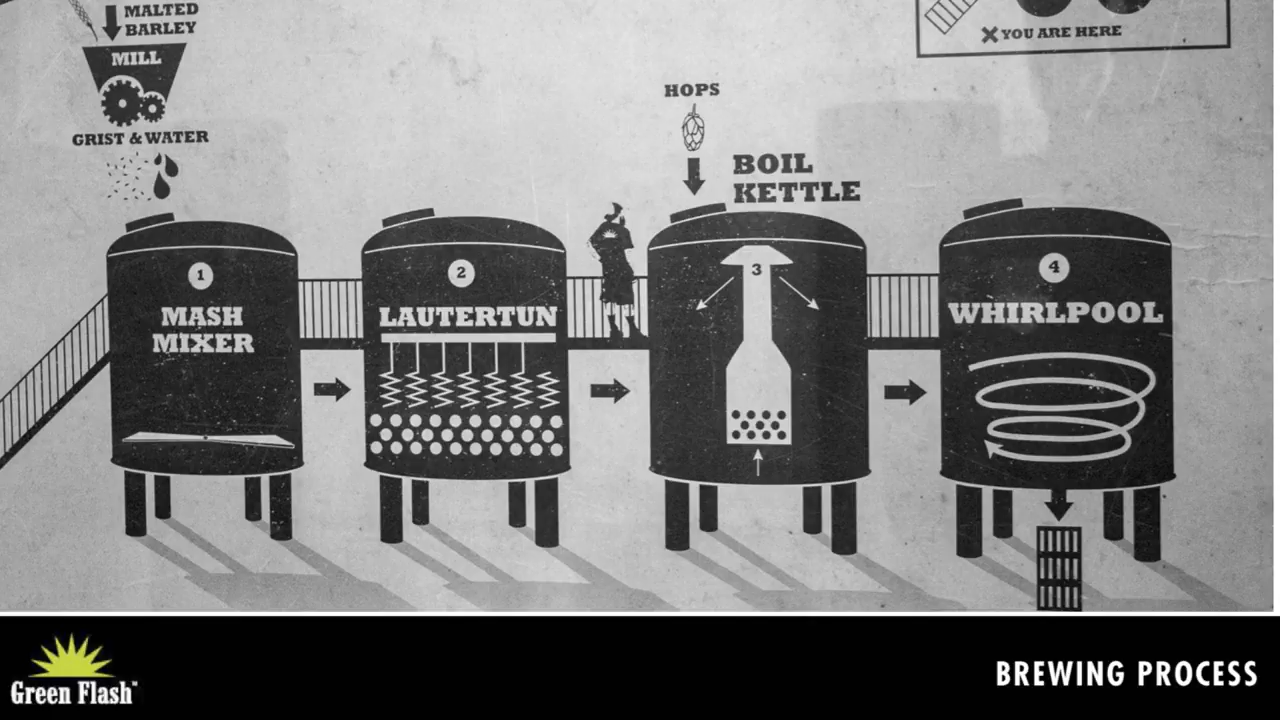 MALTED
BARLEY
MILL
GRIST & WATER
YOU ARE HERE
HOPS
BOIL
KETTLE
1
MASH
MIXER
2
LAUTERTUN
3
4
WHIRLPOOL
Green Flash™
BREWING PROCESS